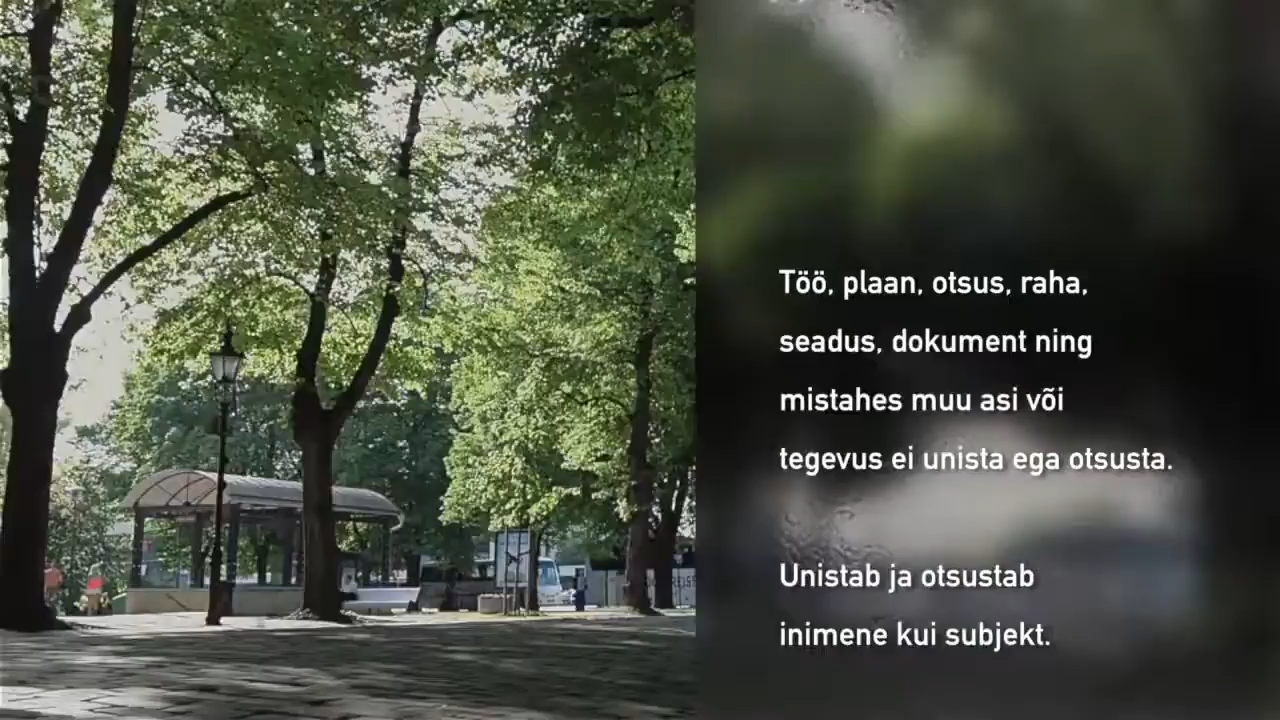 Töö, plaan, otsus, raha,
seadus, dokument ning
mistahes muu asi või
tegevus ei unista ega otsusta.
Unistab ja otsustab
inimene kui subjekt.